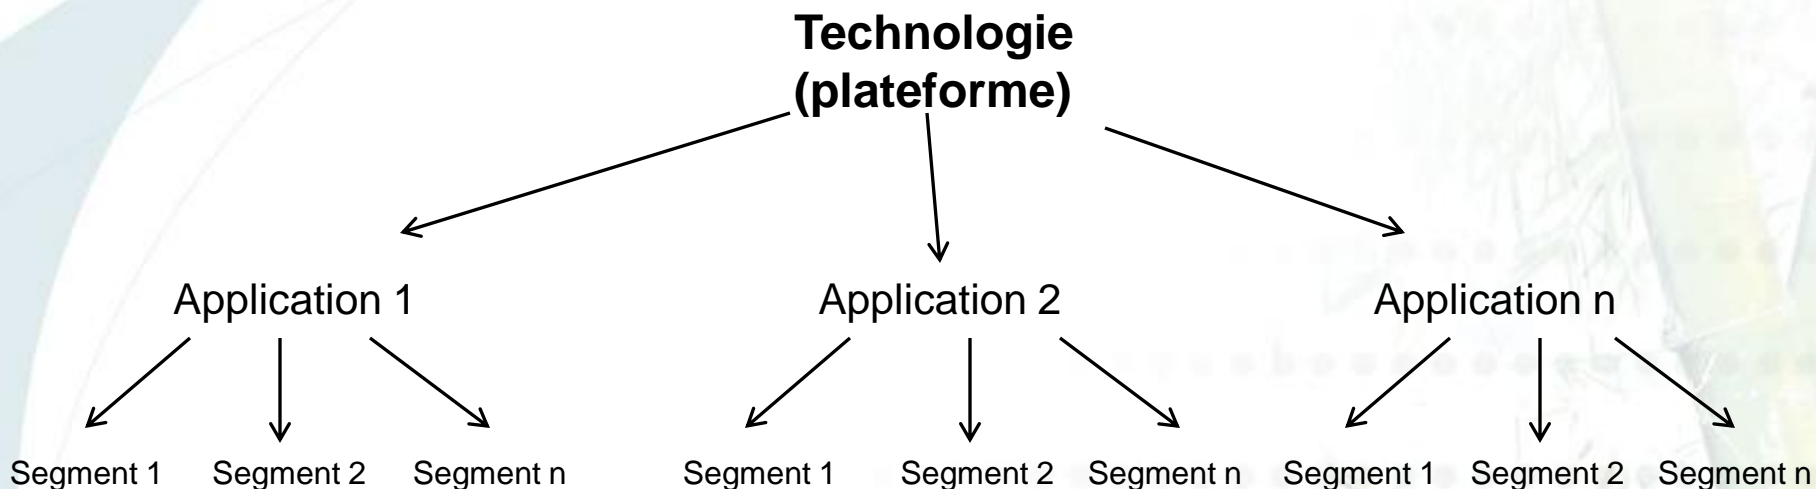 Technologie
(plateforme)
Application 1
Application 2
Application n
Segment 1
Segment 2
Segment n
Segment 1
Segment 2
Segment n
Segment 1
Segment 2
Segment n